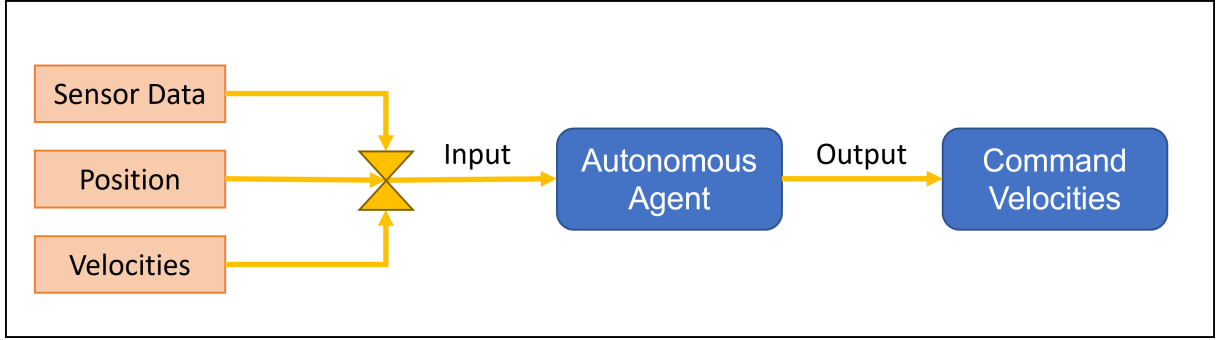 Sensor Data
Position
Velocities
Input
Autonomous
Agent
Output
Command
Velocities